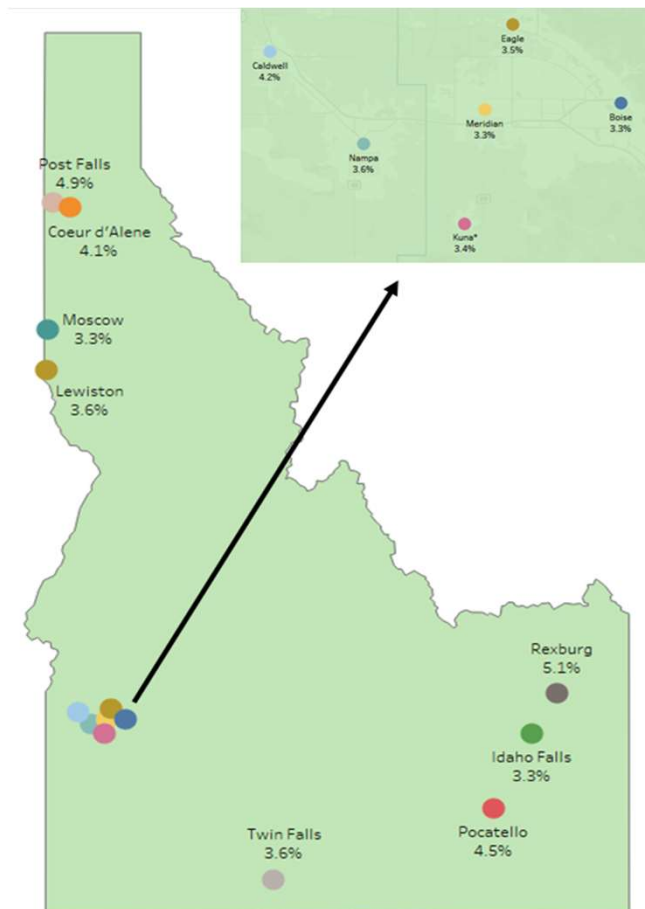 Eagle
3.5%
Caldwell
4.2%
Boise
3.3%
Meridian
3.3%
Nampa
3.6%
Kuna*
3.4%
Post Falls
4.9%
Coeur d'Alene
4.1%
Moscow
3.3%
Lewiston
3.6%
Rexburg
5.1%
Idaho Falls
3.3%
Pocatello
4.5%
Twin Falls
3.6%